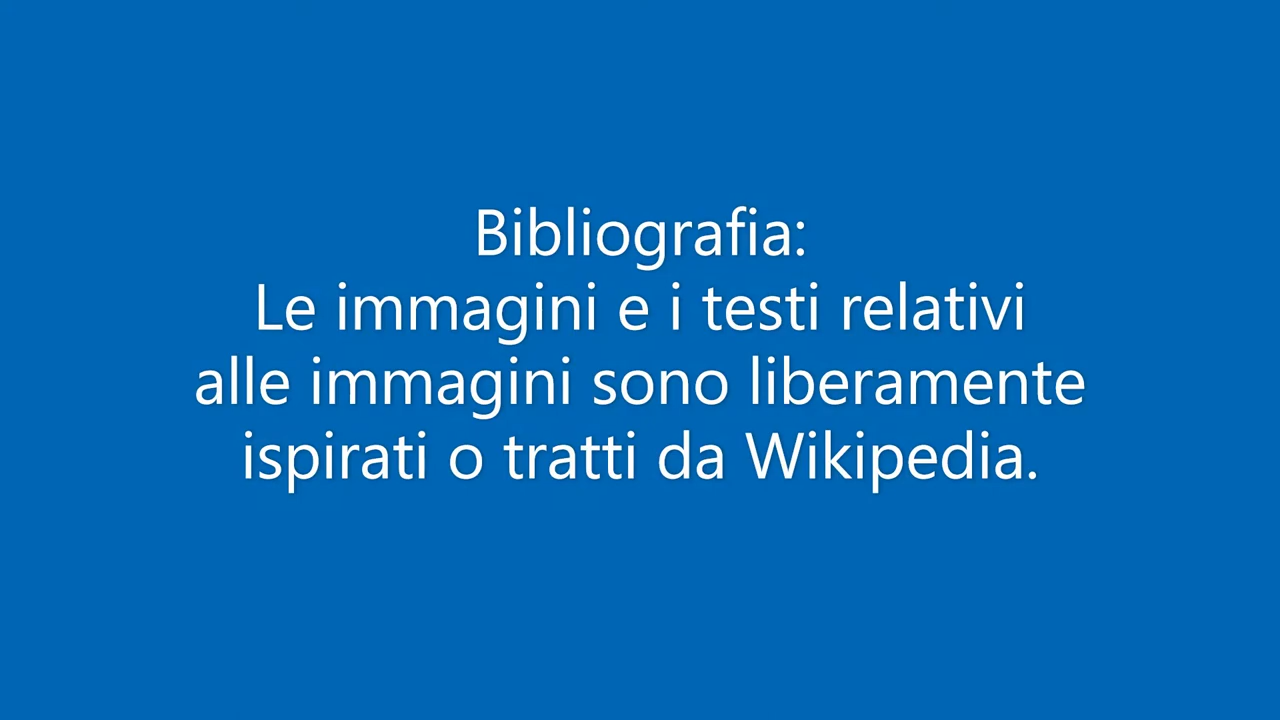 Bibliografia:
Le immagini e i testi relativi
alle immagini sono liberamente
ispirati o tratti da Wikipedia.